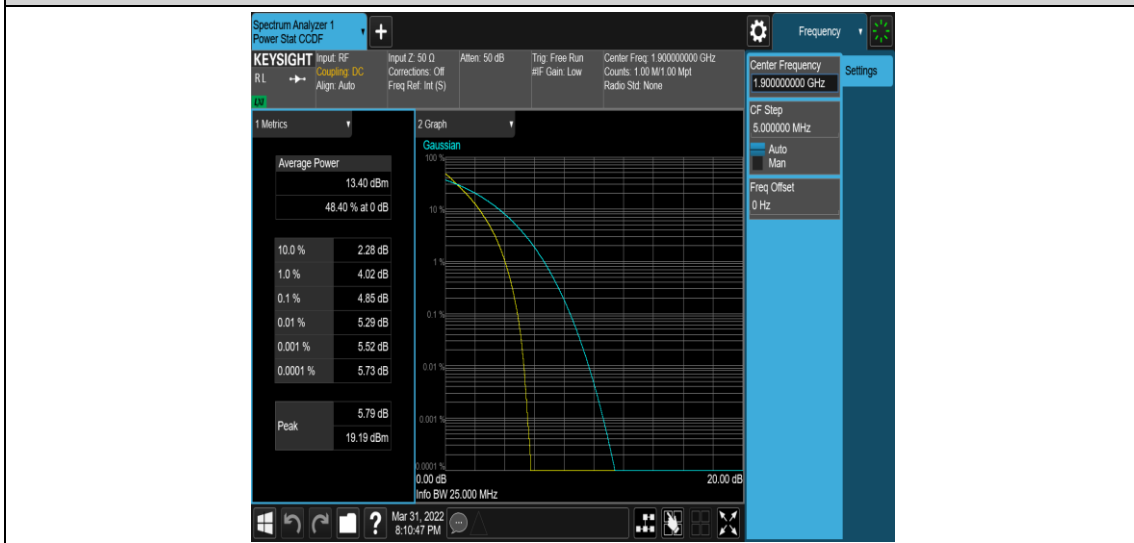 Spectrum Analyzer 1
Power Stat CCDF
+
Frequency
KEYSIGHT
RL
LXI
Input: RF
Coupling: DC
Align: Auto
Input Z: 50 Ω
Corrections: Off
Freq Ref: Int (S)
Atten: 50 dB
Trig: Free Run
#IF Gain: Low
Center Freq: 1.900000000 GHz
Counts: 1.00 M/1.00 Mpt
Radio Std: None
Center Frequency
1.900000000 GHz
Settings
CF Step
5.000000 MHz
Auto
Man
Freq Offset
0 Hz
1 Metrics
Average Power
13.40 dBm
48.40 % at 0 dB
10.0 % 2.28 dB
1.0 % 4.02 dB
0.1 % 4.85 dB
0.01 % 5.29 dB
0.001 % 5.52 dB
0.0001 % 5.73 dB
Peak
5.79 dB
19.19 dBm
2 Graph
Gaussian
100 %
10 %
1 %
0.1 %
0.01 %
0.001 %
0.0001 %
0.00 dB 20.00 dB
Info BW 25.000 MHz
?
Mar 31, 2022
8:10:47 PM